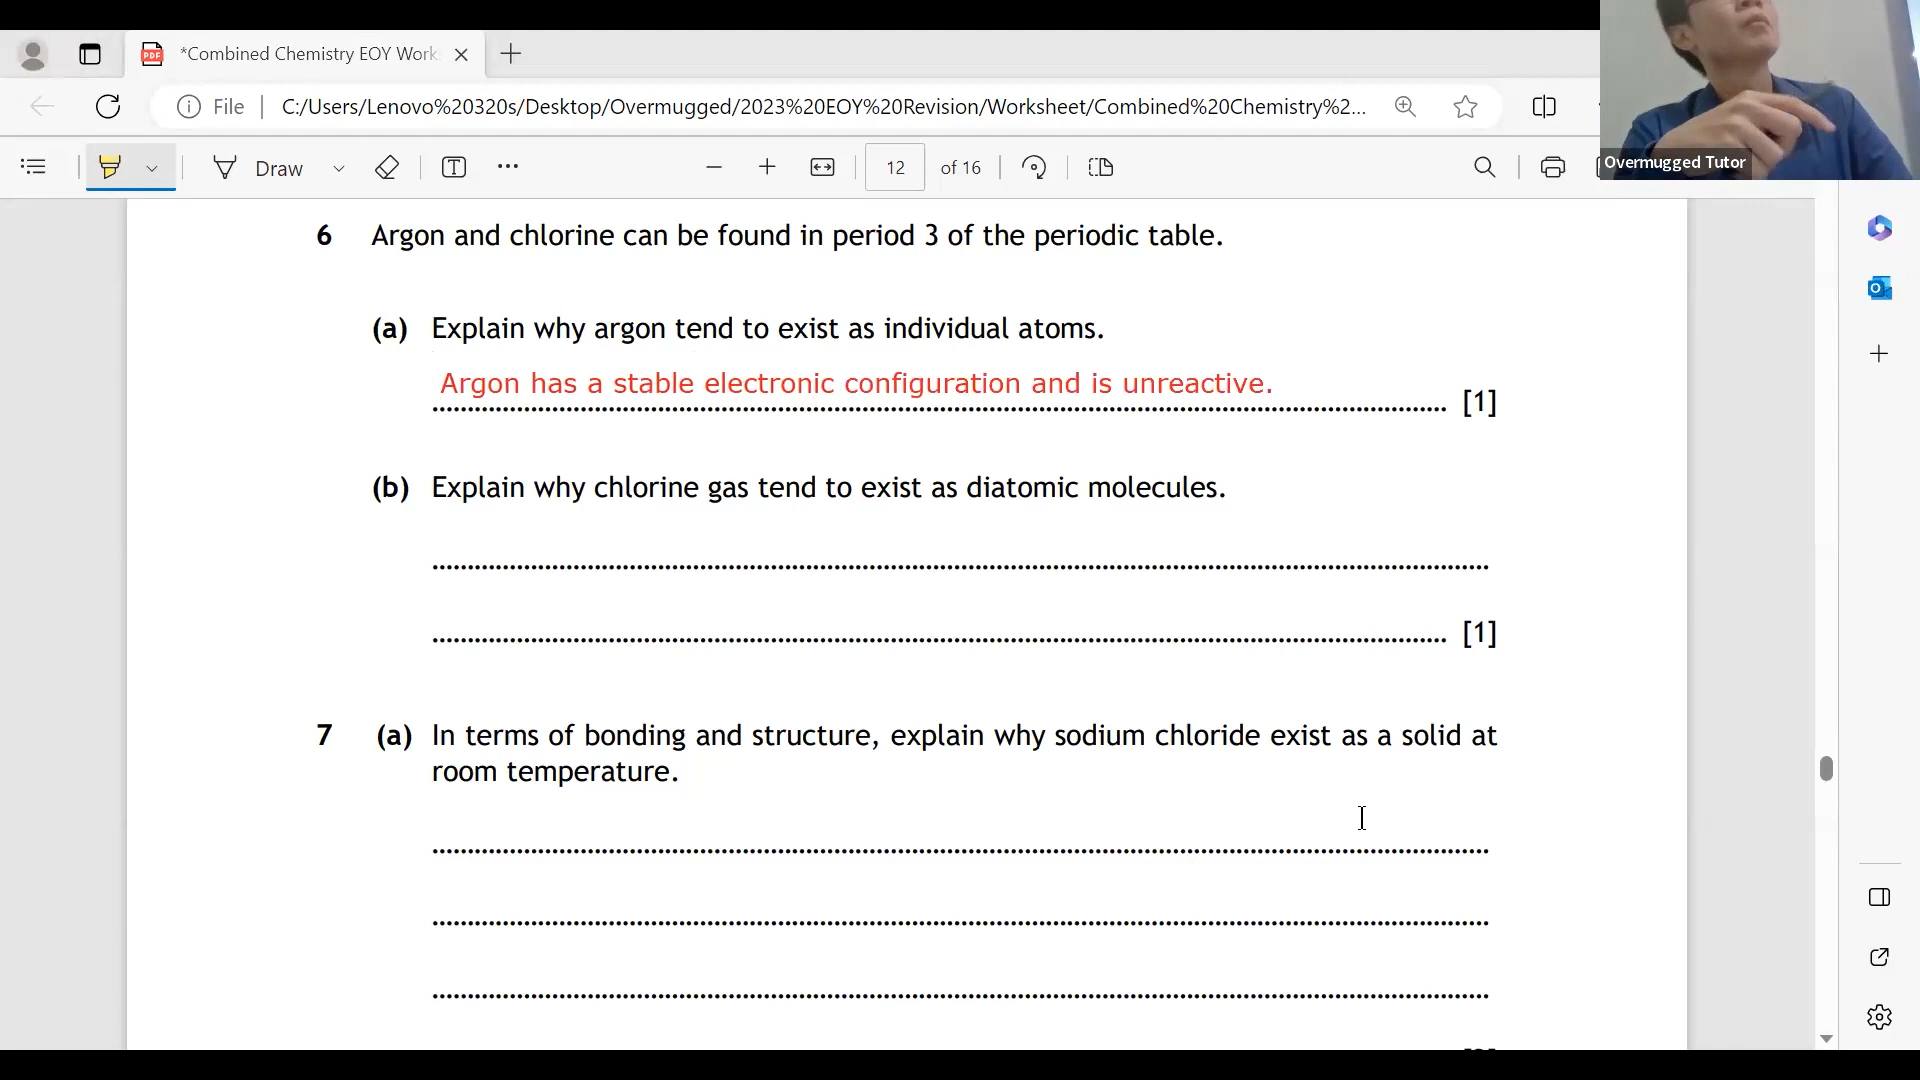 *Combined Chemistry EOY Work
File
C:/Users/Lenovo%20320s/Desktop/Overmugged/2023%20EOY%20Revision/Worksheet/Combined%20Chemistry%2...
Overmugged Tutor
Draw
12 of 16
6 Argon and chlorine can be found in period 3 of the periodic table.
(a) Explain why argon tend to exist as individual atoms.
Argon has a stable electronic configuration and is unreactive.
[1]
(b) Explain why chlorine gas tend to exist as diatomic molecules.
[1]
7 (a) In terms of bonding and structure, explain why sodium chloride exist as a solid at
room temperature.